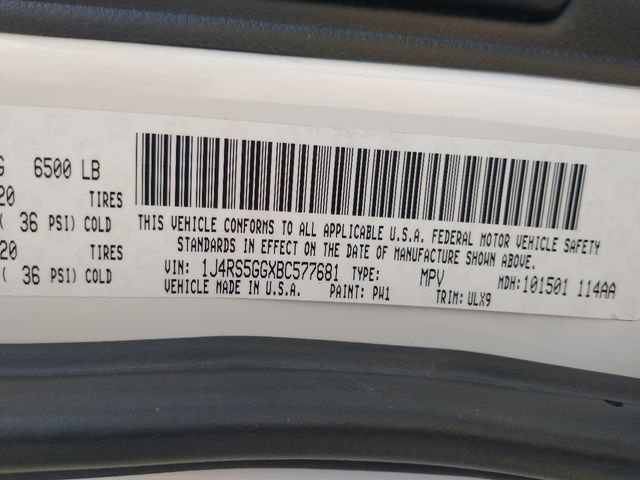 G 6500 LB
20 TIRES
( 36 PSI) COLD
20 TIRES
( 36 PSI) COLD
THIS VEHICLE CONFORMS TO ALL APPLICABLE U.S.A. FEDERAL MOTOR VEHICLE SAFETY
STANDARDS IN EFFECT ON THE DATE OF MANUFACTURE SHOWN ABOVE.
VIN: 1J4RS5GGXBC577681 TYPE: MPV MDH:101501 114AA
VEHICLE MADE IN U.S.A. PAINT: PW1 TRIM: ULX9